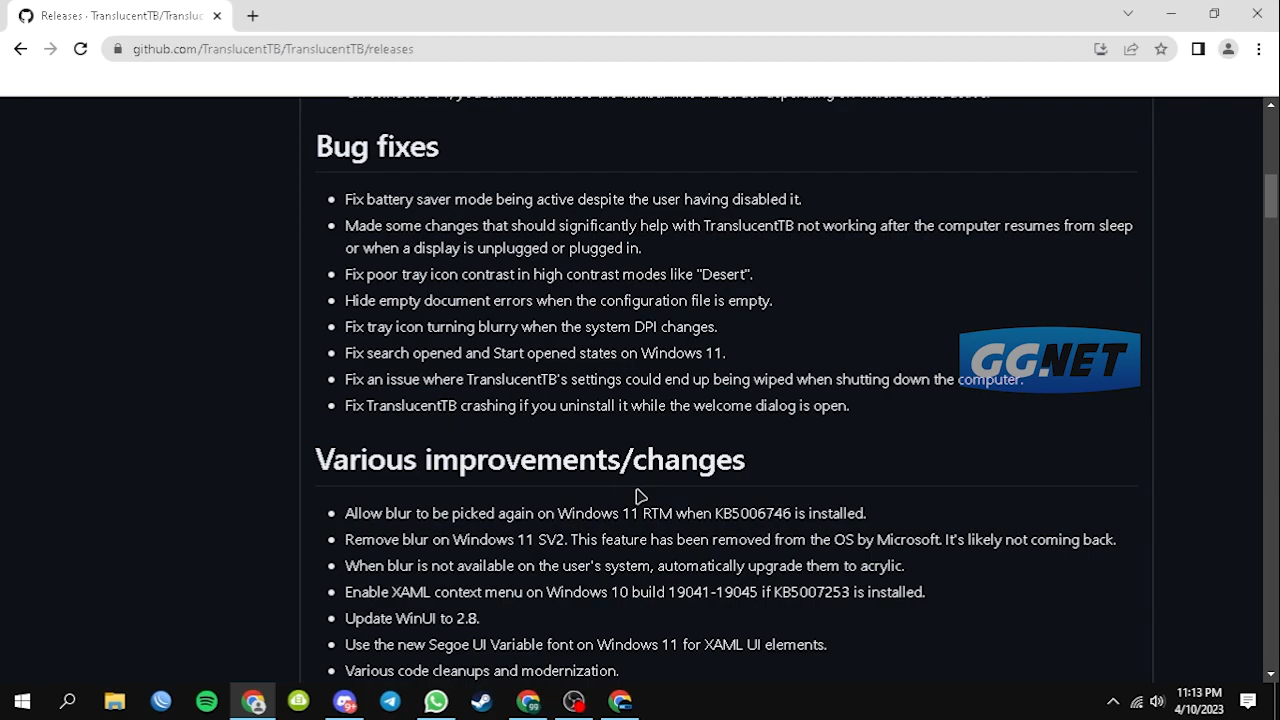 Releases · TranslucentTB/Transluc
github.com/TranslucentTB/TranslucentTB/releases
Bug fixes
Fix battery saver mode being active despite the user having disabled it.
Made some changes that should significantly help with TranslucentTB not working after the computer resumes from sleep
or when a display is unplugged or plugged in.
Fix poor tray icon contrast in high contrast modes like "Desert".
Hide empty document errors when the configuration file is empty.
Fix tray icon turning blurry when the system DPI changes.
Fix search opened and Start opened states on Windows 11.
GG.NET
Fix an issue where TranslucentTB's settings could end up being wiped when shutting down the computer.
Fix TranslucentTB crashing if you uninstall it while the welcome dialog is open.
Various improvements/changes
Allow blur to be picked again on Windows 11 RTM when KB5006746 is installed.
Remove blur on Windows 11 SV2. This feature has been removed from the OS by Microsoft. It's likely not coming back.
When blur is not available on the user's system, automatically upgrade them to acrylic.
Enable XAML context menu on Windows 10 build 19041-19045 if KB5007253 is installed.
Update WinUI to 2.8.
Use the new Segoe UI Variable font on Windows 11 for XAML UI elements.
Various code cleanups and modernization.
11:13 PM
4/10/2023